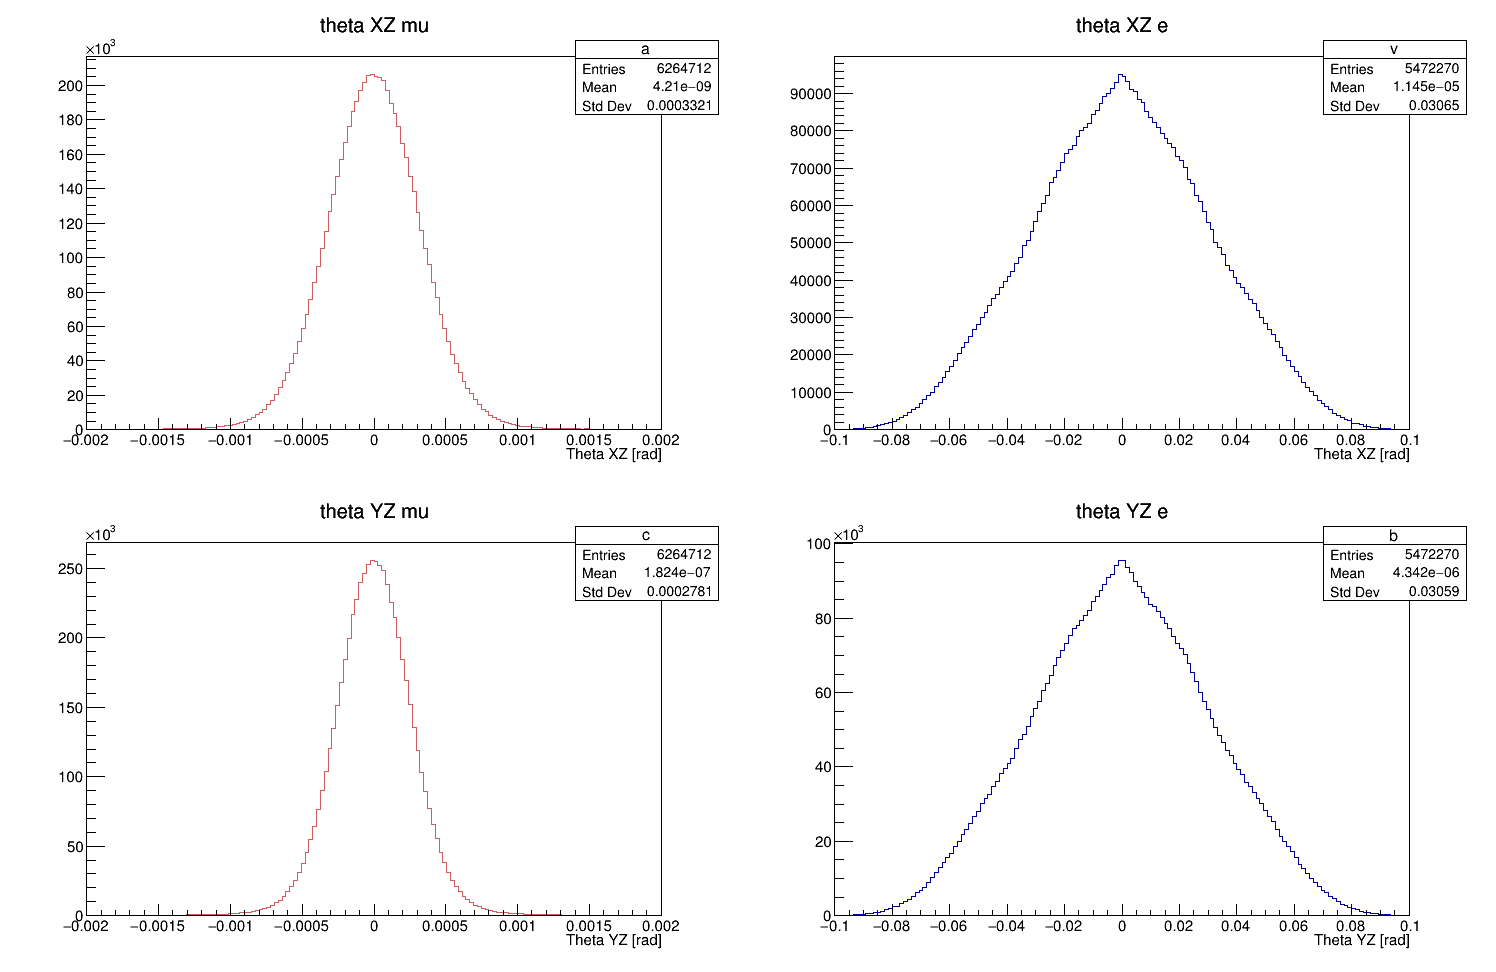 theta XZ mu
×10³
a
Entries 6264712
Mean 4.21e−09
Std Dev 0.0003321
200
180
160
140
120
100
80
60
40
20
0
−0.002 −0.0015 −0.001 −0.0005 0 0.0005 0.001 0.0015 0.002
Theta XZ [rad]
theta XZ e
v
Entries 5472270
Mean 1.145e−05
Std Dev 0.03065
90000
80000
70000
60000
50000
40000
30000
20000
10000
0
−0.1 −0.08 −0.06 −0.04 −0.02 0 0.02 0.04 0.06 0.08 0.1
Theta XZ [rad]
theta YZ mu
×10³
c
Entries 6264712
Mean 1.824e−07
Std Dev 0.0002781
250
200
150
100
50
0
−0.002 −0.0015 −0.001 −0.0005 0 0.0005 0.001 0.0015 0.002
Theta YZ [rad]
theta YZ e
×10³
b
Entries 5472270
Mean 4.342e−06
Std Dev 0.03059
100
80
60
40
20
0
−0.1 −0.08 −0.06 −0.04 −0.02 0 0.02 0.04 0.06 0.08 0.1
Theta YZ [rad]